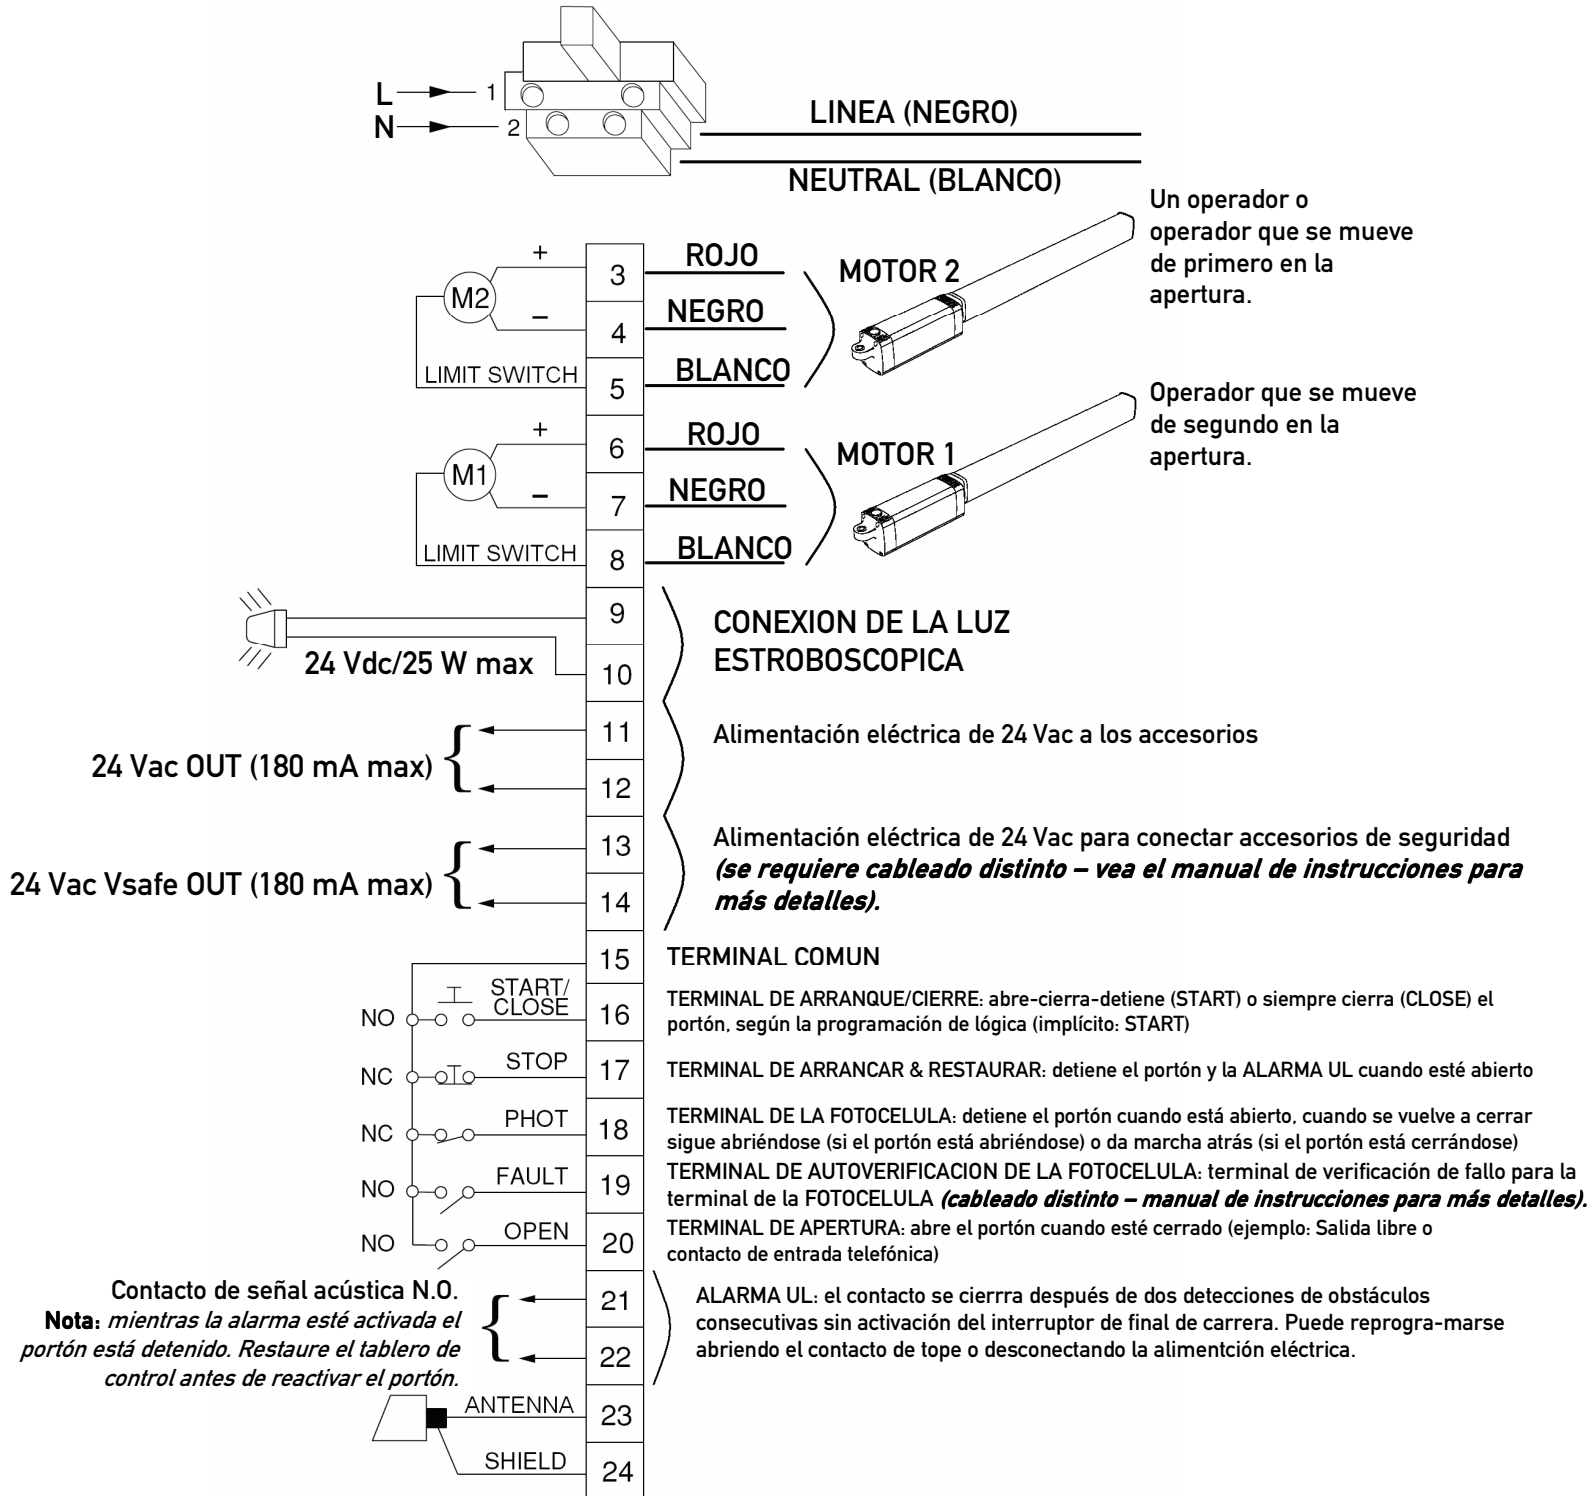 L 1
N 2
LINEA (NEGRO)
NEUTRAL (BLANCO)
Un operador o
operador que se mueve
de primero en la
apertura.
+
M2
–
LIMIT SWITCH
3
4
5
ROJO
NEGRO
BLANCO
MOTOR 2
Operador que se mueve
de segundo en la
apertura.
+
M1
–
LIMIT SWITCH
6
7
8
ROJO
NEGRO
BLANCO
MOTOR 1
24 Vdc/25 W max
9
10
CONEXION DE LA LUZ
ESTROBOSCOPICA
24 Vac OUT (180 mA max)
11
12
Alimentación eléctrica de 24 Vac a los accesorios
24 Vac Vsafe OUT (180 mA max)
13
14
Alimentación eléctrica de 24 Vac para conectar accesorios de seguridad
(se requiere cableado distinto – vea el manual de instrucciones para
más detalles).
15
TERMINAL COMUN
NO
START/
CLOSE
16
TERMINAL DE ARRANQUE/CIERRE: abre-cierra-detiene (START) o siempre cierra (CLOSE) el
portón, según la programación de lógica (implícito: START)
NC
STOP
17
TERMINAL DE ARRANCAR & RESTAURAR: detiene el portón y la ALARMA UL cuando esté abierto
NC
PHOT
18
TERMINAL DE LA FOTOCELULA: detiene el portón cuando está abierto, cuando se vuelve a cerrar
sigue abriéndose (si el portón está abriéndose) o da marcha atrás (si el portón está cerrándose)
NO
FAULT
19
TERMINAL DE AUTOVERIFICACION DE LA FOTOCELULA: terminal de verificación de fallo para la
terminal de la FOTOCELULA (cableado distinto – manual de instrucciones para más detalles).
NO
OPEN
20
TERMINAL DE APERTURA: abre el portón cuando esté cerrado (ejemplo: Salida libre o
contacto de entrada telefónica)
Contacto de señal acústica N.O.
Nota: mientras la alarma esté activada el
portón está detenido. Restaure el tablero de
control antes de reactivar el portón.
21
22
ALARMA UL: el contacto se cierrra después de dos detecciones de obstáculos
consecutivas sin activación del interruptor de final de carrera. Puede reprogra-marse
abriendo el contacto de tope o desconectando la alimentción eléctrica.
ANTENNA
23
SHIELD
24